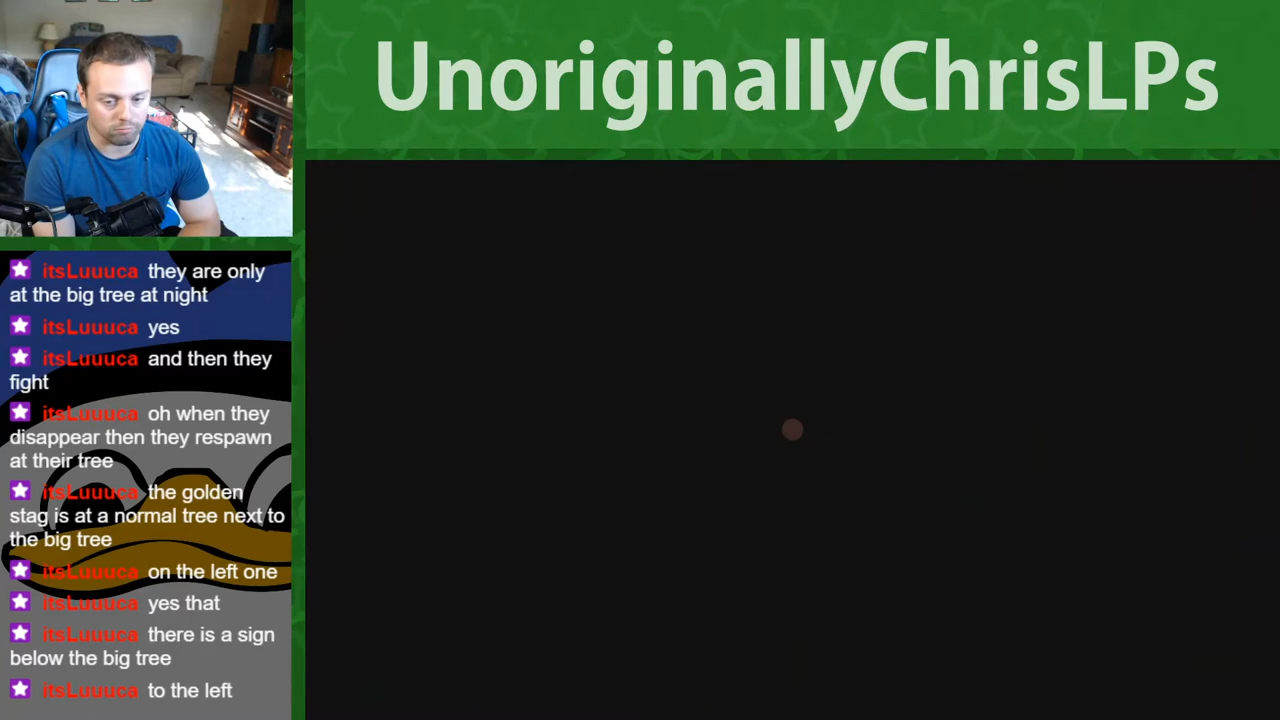 UnoriginallyChrisLPs
itsLuuuca they are only
at the big tree at night
itsLuuuca yes
itsLuuuca and then they
fight
itsLuuuca oh when they
disappear then they respawn
at their tree
itsLuuuca the golden
stag is at a normal tree next to
the big tree
itsLuuuca on the left one
itsLuuuca yes that
itsLuuuca there is a sign
below the big tree
itsLuuuca to the left